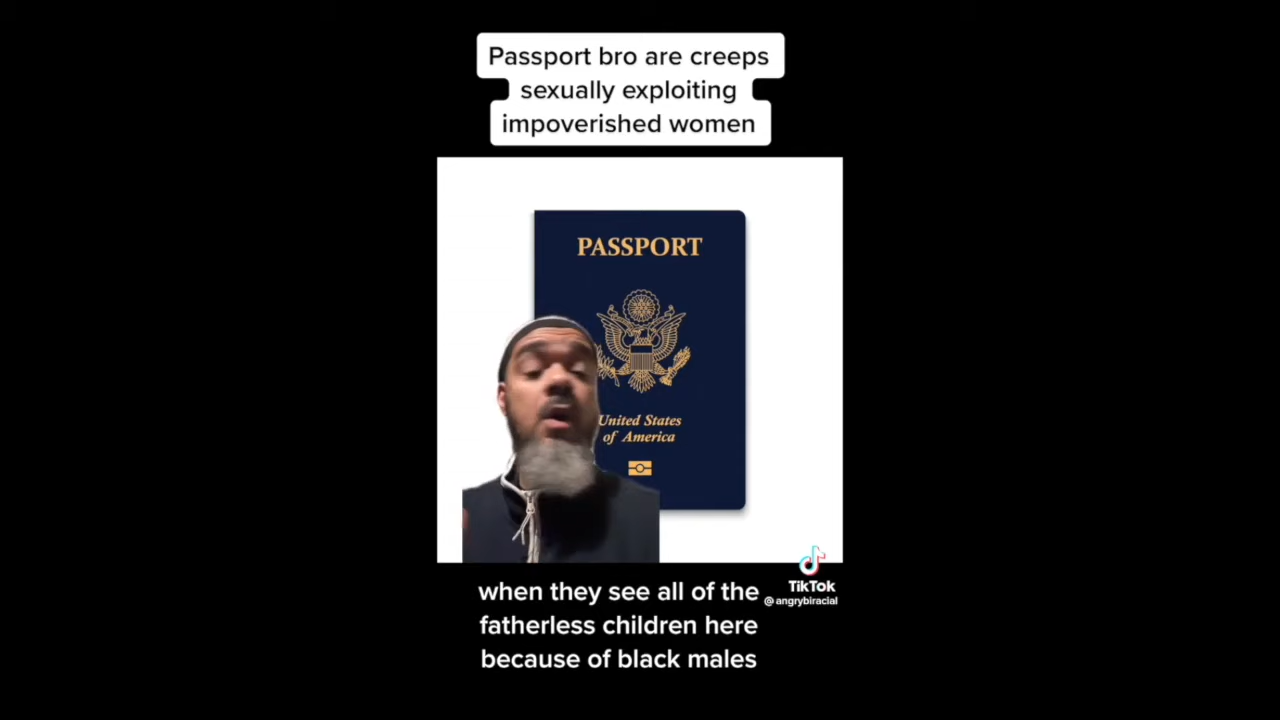 Passport bro are creeps
sexually exploiting
impoverished women
PASSPORT
United States
of America
TikTok
@angrybiracial
when they see all of the
fatherless children here
because of black males